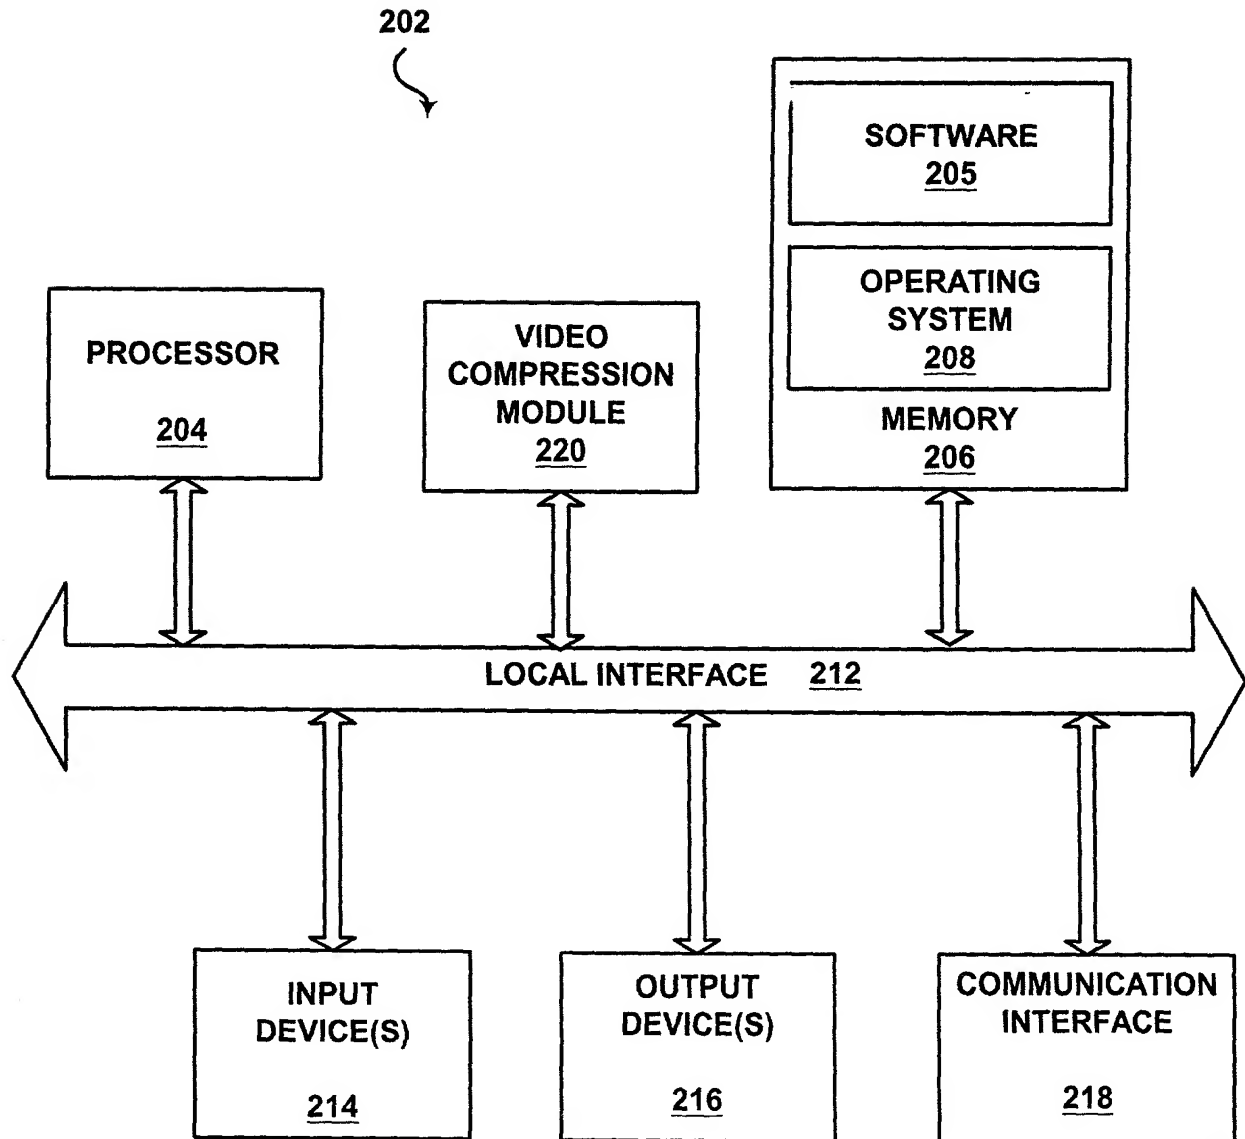 202
SOFTWARE
205
OPERATING
SYSTEM
208
MEMORY
206
PROCESSOR
204
VIDEO
COMPRESSION
MODULE
220
LOCAL INTERFACE 212
INPUT
DEVICE(S)
214
OUTPUT
DEVICE(S)
216
COMMUNICATION
INTERFACE
218